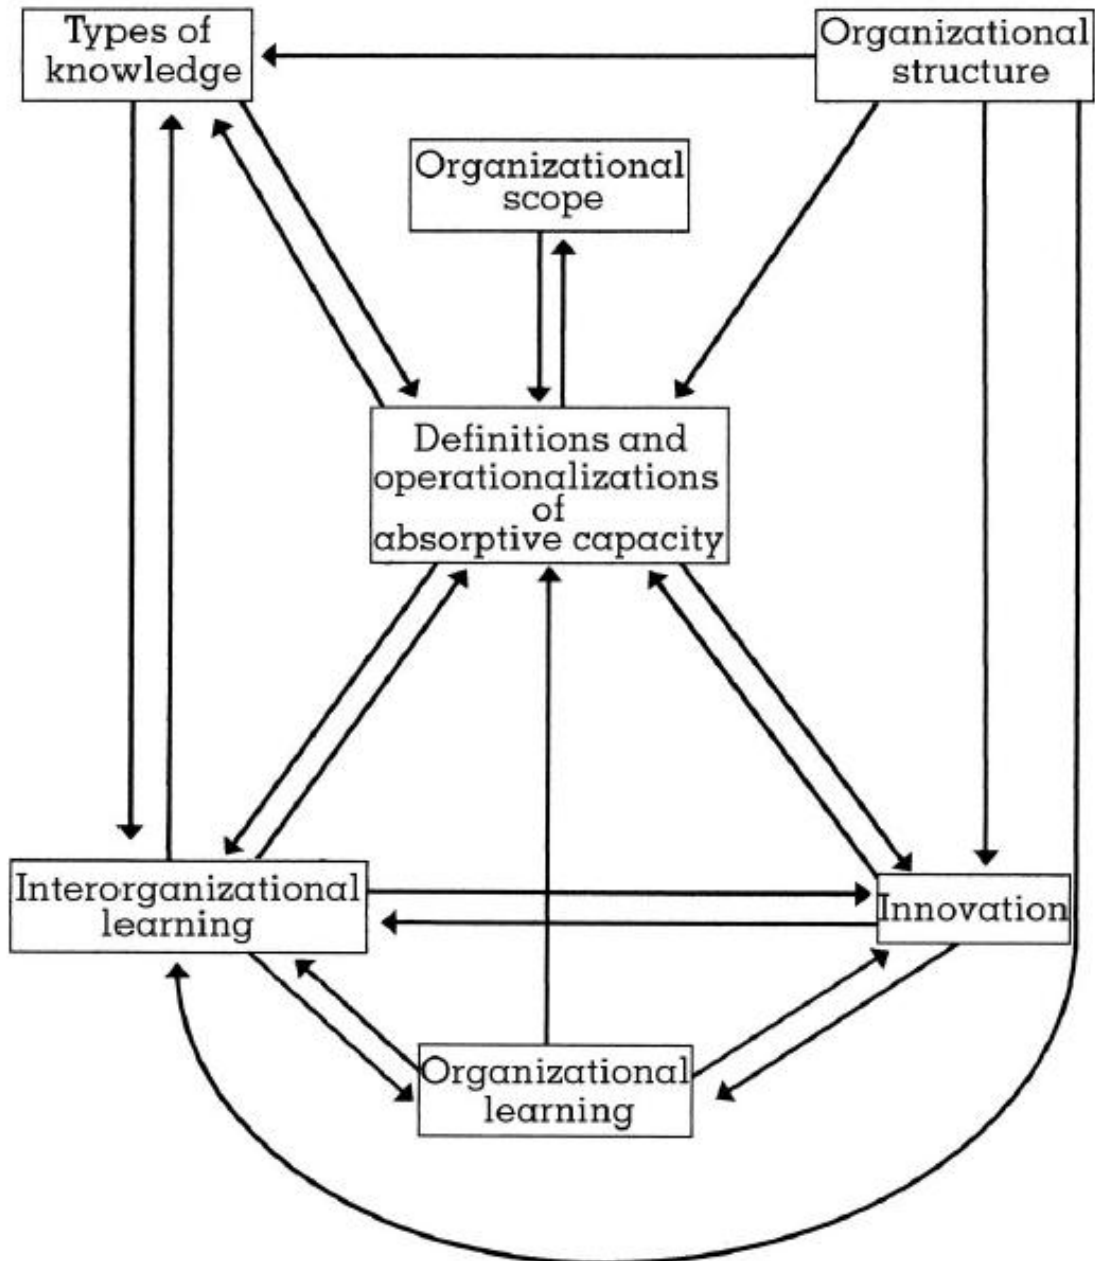 Types of
knowledge
Organizational
structure
Organizational
scope
Definitions and
operationalizations
of
absorptive capacity
Interorganizational
learning
Innovation
Organizational
learning